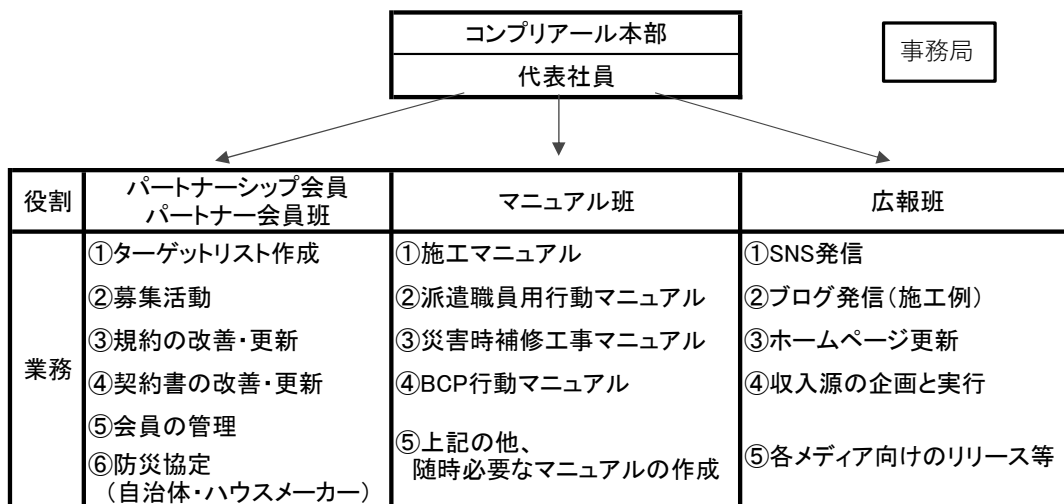 コンプリアール本部
代表社員
事務局
役割
パートナーシップ会員
パートナー会員班
マニュアル班
広報班
業務
①ターゲットリスト作成
②募集活動
③規約の改善・更新
④契約書の改善・更新
⑤会員の管理
⑥防災協定
（自治体・ハウスメーカー）
①施工マニュアル
②派遣職員用行動マニュアル
③災害時補修工事マニュアル
④BCP行動マニュアル
⑤上記の他、
随時必要なマニュアルの作成
①SNS発信
②ブログ発信（施工例）
③ホームページ更新
④収入源の企画と実行
⑤各メディア向けのリリース等